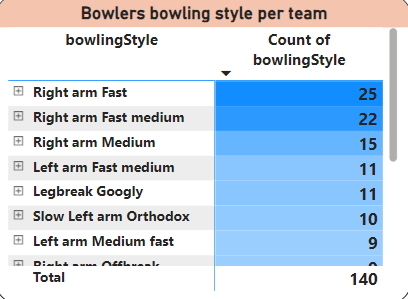 Bowlers bowling style per team
bowlingStyle Count of
bowlingStyle
Right arm Fast 25
Right arm Fast medium 22
Right arm Medium 15
Left arm Fast medium 11
Legbreak Googly 11
Slow Left arm Orthodox 10
Left arm Medium fast 9
Right arm Offbreak 9
Total 140